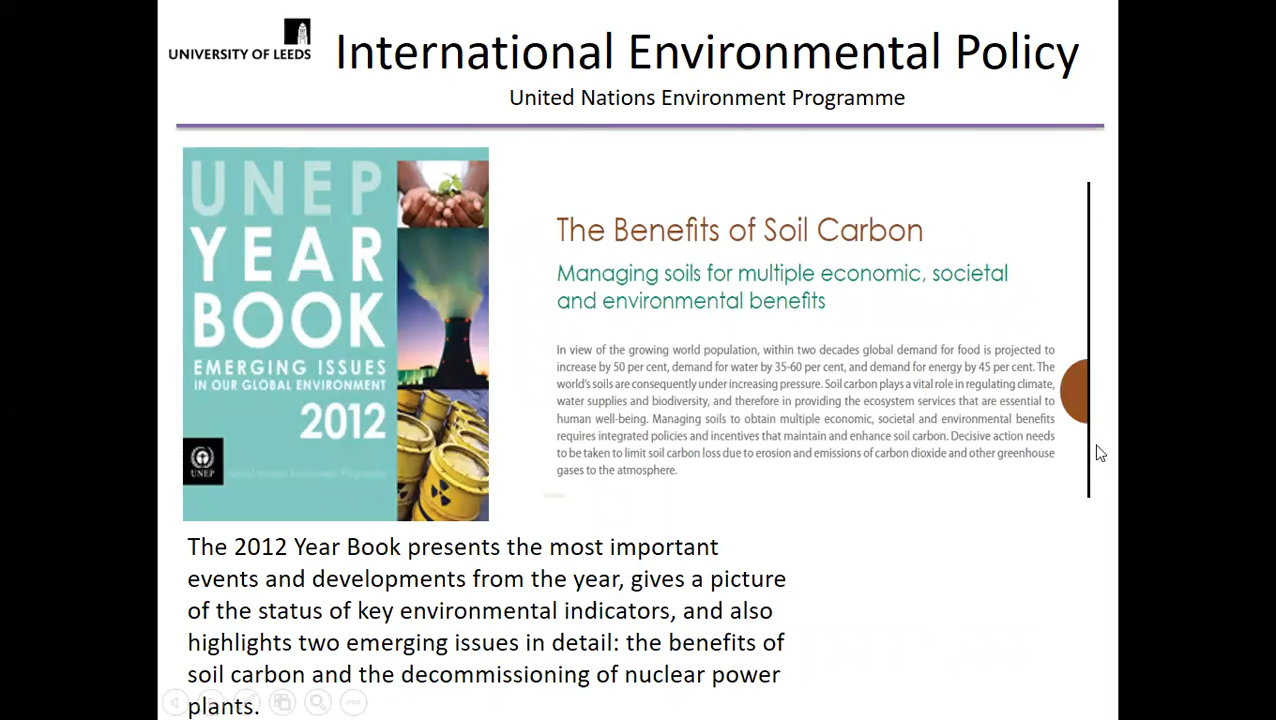 UNIVERSITY OF LEEDS
International Environmental Policy
United Nations Environment Programme
UNEP
YEAR
BOOK
EMERGING ISSUES
IN OUR GLOBAL ENVIRONMENT
2012
UNEP
United Nations Environment Programme
The Benefits of Soil Carbon
Managing soils for multiple economic, societal
and environmental benefits
In view of the growing world population, within two decades global demand for food is projected to
increase by 50 per cent, demand for water by 35-60 per cent, and demand for energy by 45 per cent. The
world's soils are consequently under increasing pressure. Soil carbon plays a vital role in regulating climate,
water supplies and biodiversity, and therefore in providing the ecosystem services that are essential to
human well-being. Managing soils to obtain multiple economic, societal and environmental benefits
requires integrated policies and incentives that maintain and enhance soil carbon. Decisive action needs
to be taken to limit soil carbon loss due to erosion and emissions of carbon dioxide and other greenhouse
gases to the atmosphere.
The 2012 Year Book presents the most important
events and developments from the year, gives a picture
of the status of key environmental indicators, and also
highlights two emerging issues in detail: the benefits of
soil carbon and the decommissioning of nuclear power
plants.